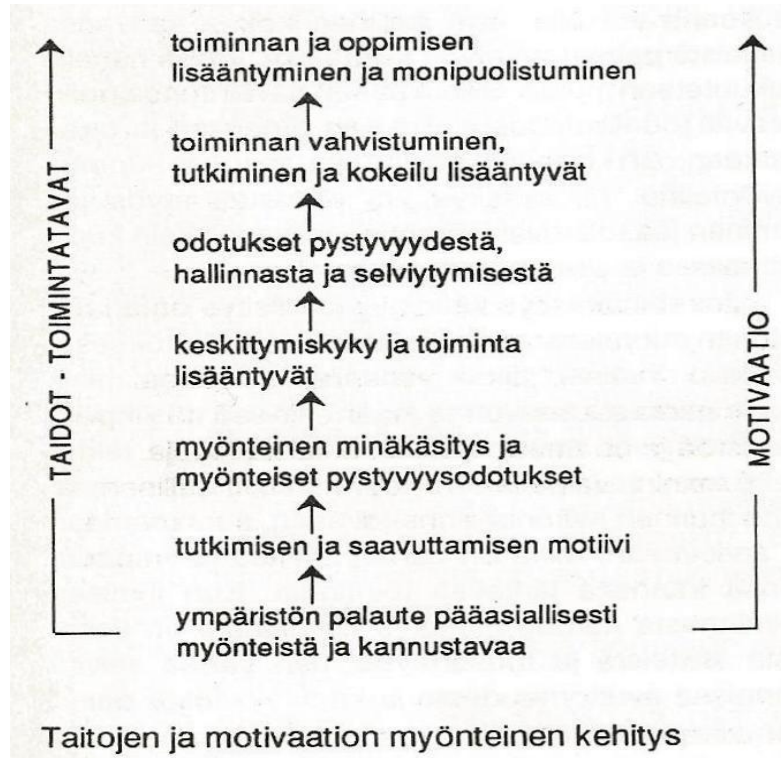 toiminnan ja oppimisen
lisääntyminen ja monipuolistuminen
toiminnan vahvistuminen,
tutkiminen ja kokeilu lisääntyvät
odotukset pystyvyydestä,
hallinnasta ja selviytymisestä
keskittymiskyky ja toiminta
lisääntyvät
myönteinen minäkäsitys ja
myönteiset pystyvyysodotukset
tutkimisen ja saavuttamisen motiivi
ympäristön palaute pääasiallisesti
myönteistä ja kannustavaa
TAIDOT - TOIMINTATAVAT
MOTIVAATIO
Taitojen ja motivaation myönteinen kehitys